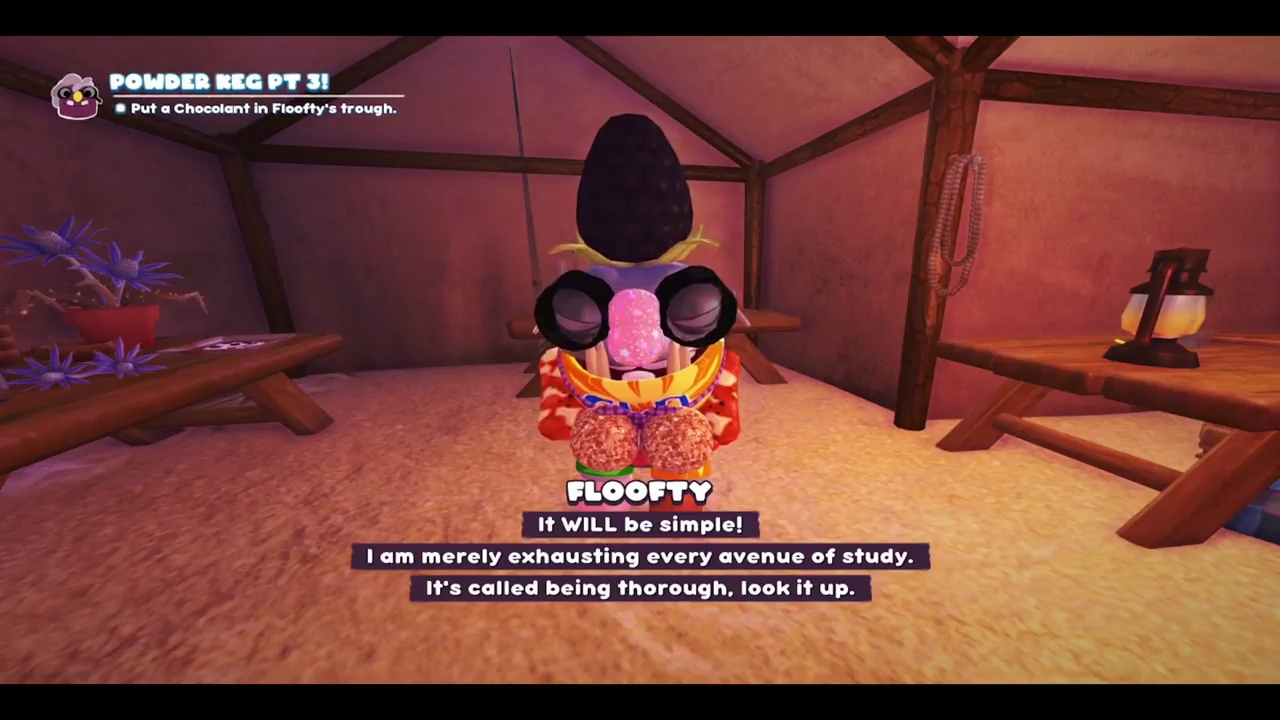 POWDER KEG PT 3!
Put a Chocolant in Floofty's trough.
FLOOFTY
It WILL be simple!
I am merely exhausting every avenue of study.
It's called being thorough, look it up.